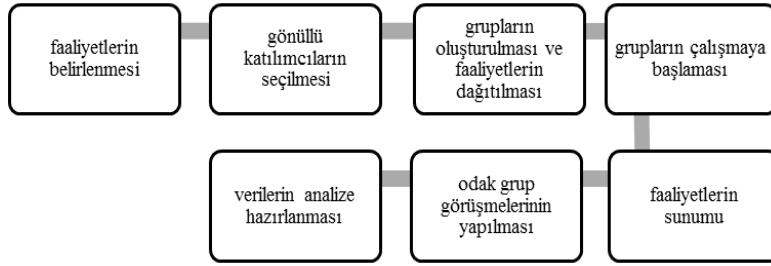 faaliyetlerin
belirlenmesi
gönüllü
katılımcıların
seçilmesi
grupların
oluşturulması ve
faaliyetlerin
dağıtılması
grupların çalışmaya
başlaması
faaliyetlerin
sunumu
odak grup
görüşmelerinin
yapılması
verilerin analize
hazırlanması